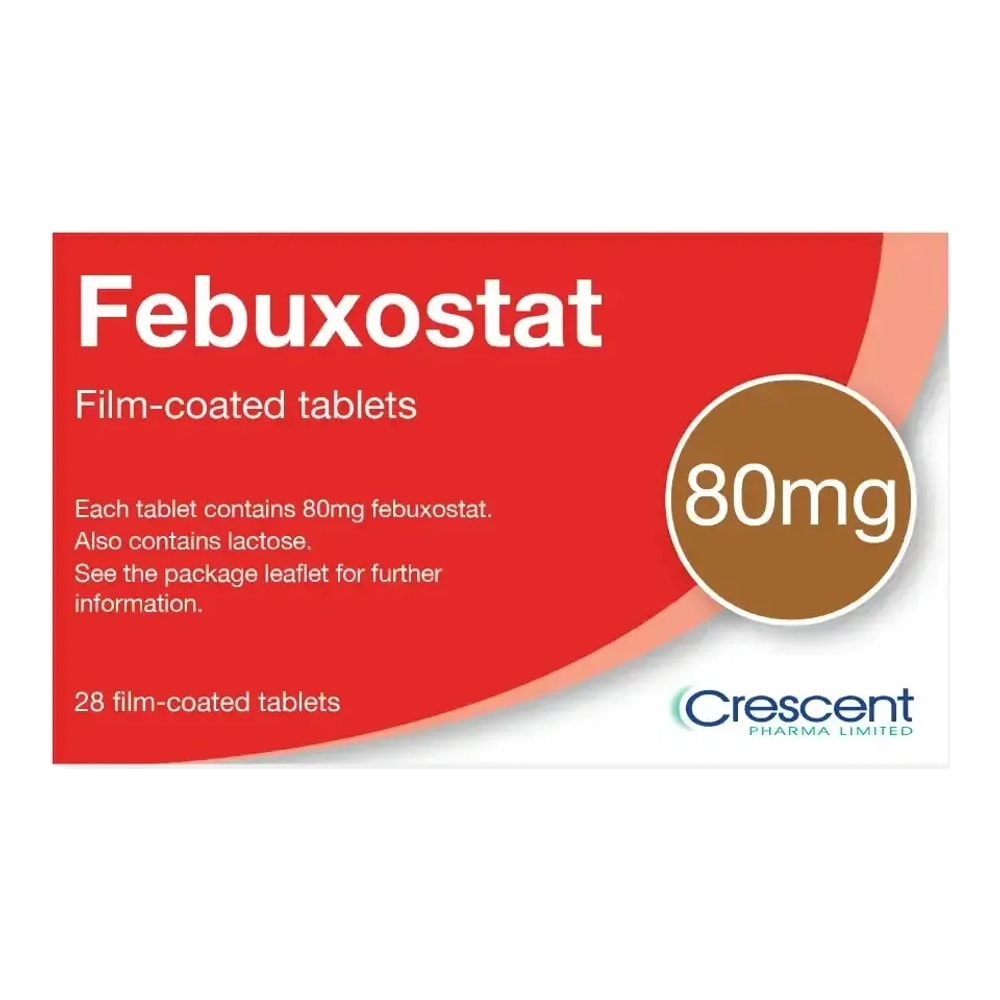 Febuxostat
Film-coated tablets
80mg
Each tablet contains 80mg febuxostat.
Also contains lactose.
See the package leaflet for further
information.
28 film-coated tablets
Crescent
PHARMA LIMITED